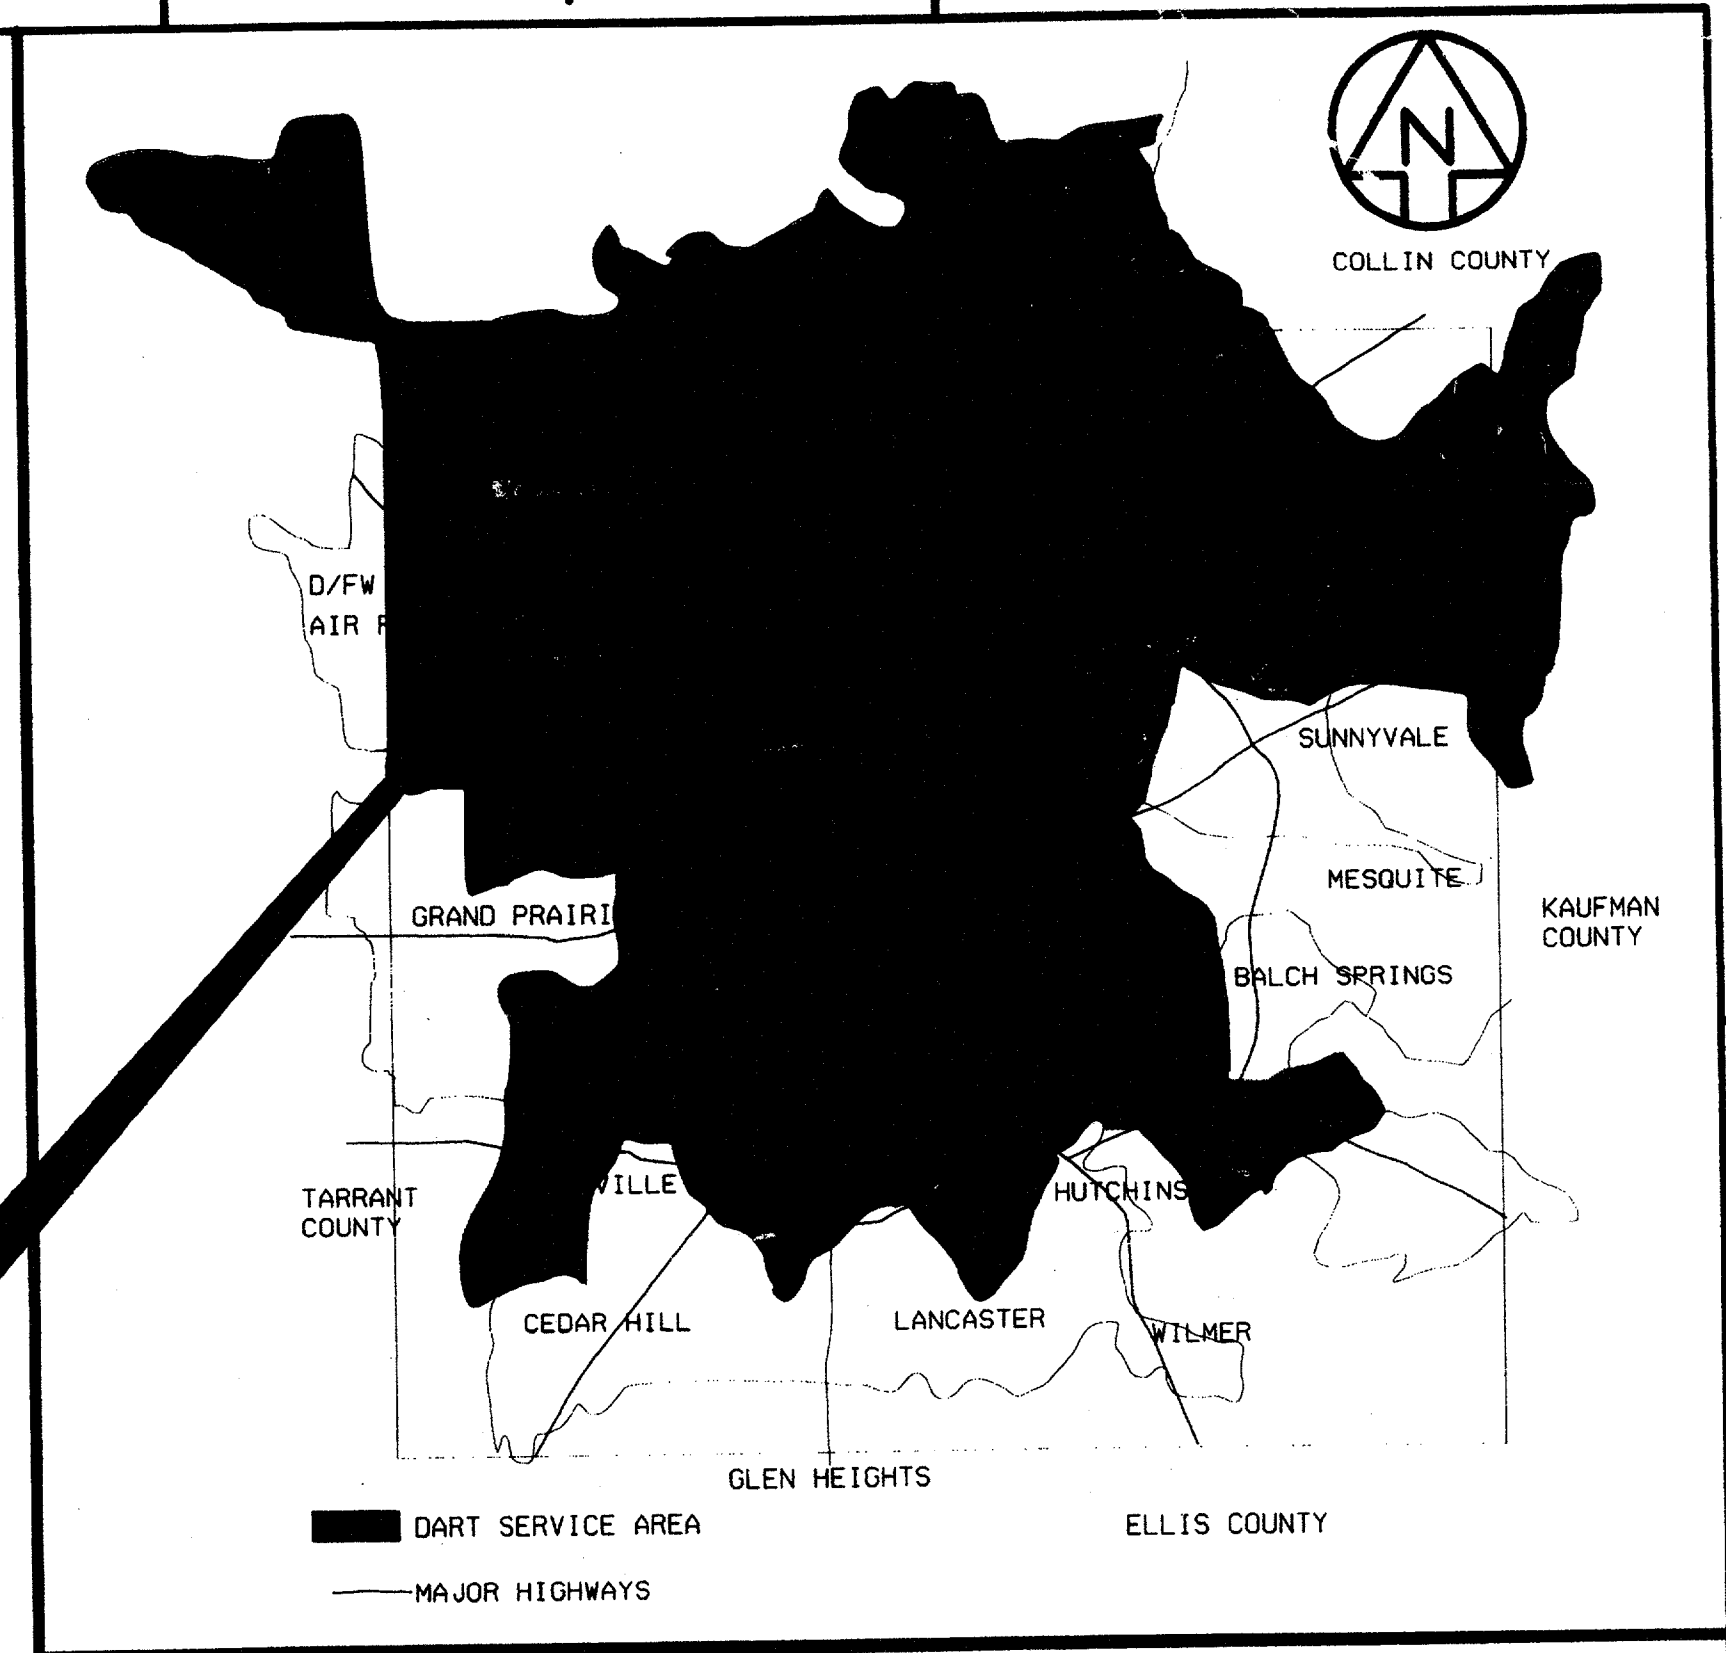 N
COLLIN COUNTY
D/FW
AIR
SUNNYVALE
MESQUITE
KAUFMAN
COUNTY
GRAND PRAIRI
BALCH SPRINGS
TARRANT
COUNTY
VILLE
HUTCHINS
CEDAR HILL
LANCASTER
WILMER
GLEN HEIGHTS
DART SERVICE AREA
ELLIS COUNTY
MAJOR HIGHWAYS